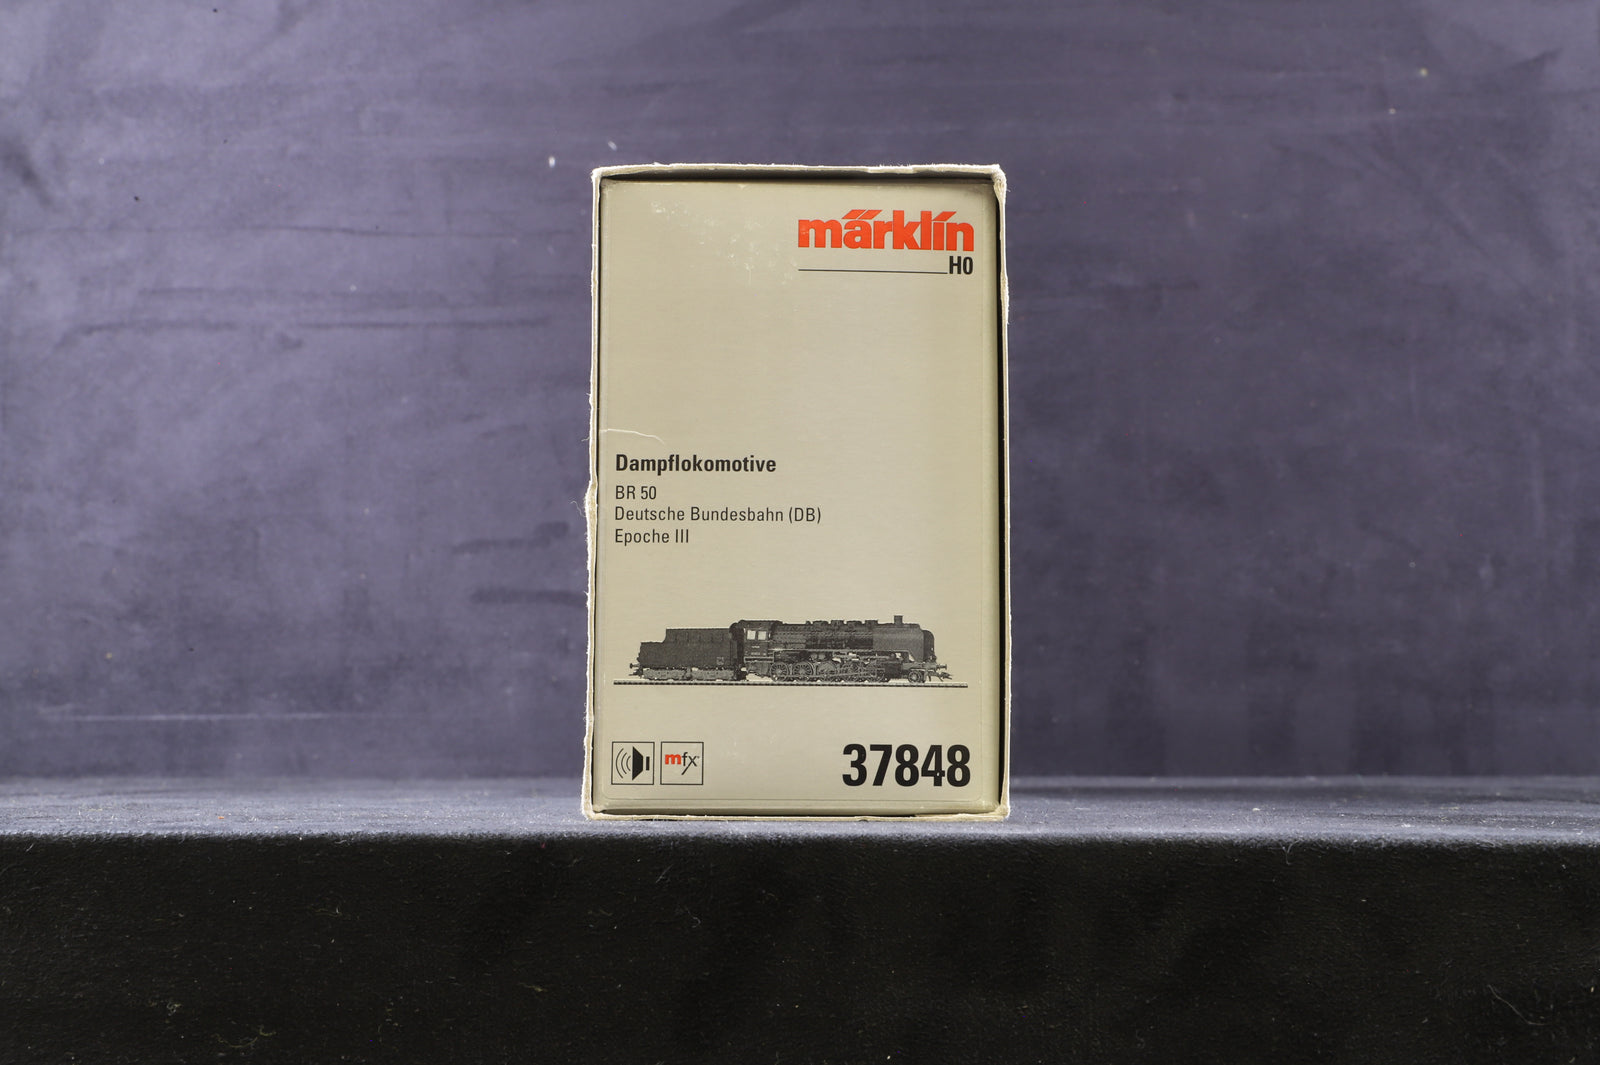 märklin
H0
Dampflokomotive
BR 50
Deutsche Bundesbahn (DB)
Epoche III
mfx
37848